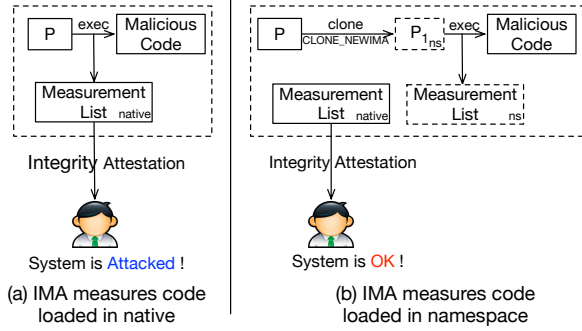 P
exec
Malicious
Code
Measurement
List native
Integrity Attestation
System is Attacked !
(a) IMA measures code
loaded in native
P
clone
CLONE_NEWIMA
P1ns
exec
Malicious
Code
Measurement
List native
Measurement
List ns
Integrity Attestation
System is OK !
(b) IMA measures code
loaded in namespace